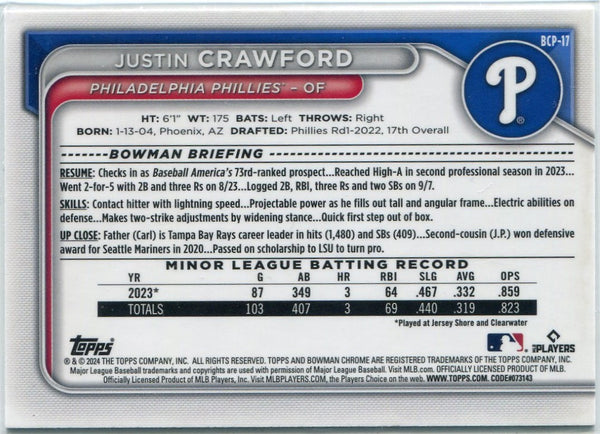 BCP-17
JUSTIN CRAWFORD
PHILADELPHIA PHILLIES™ – OF
P
HT: 6'1" WT: 175 BATS: Left THROWS: Right
BORN: 1-13-04, Phoenix, AZ DRAFTED: Phillies Rd1-2022, 17th Overall
BOWMAN BRIEFING
RESUME: Checks in as Baseball America's 73rd-ranked prospect...Reached High-A in second professional season in 2023...
Went 2-for-5 with 2B and three Rs on 8/23...Logged 2B, RBI, three Rs and two SBs on 9/7.
SKILLS: Contact hitter with lightning speed...Projectable power as he fills out tall and angular frame...Electric abilities on
defense...Makes two-strike adjustments by widening stance...Quick first step out of box.
UP CLOSE: Father (Carl) is Tampa Bay Rays career leader in hits (1,480) and SBs (409)...Second-cousin (J.P.) won defensive
award for Seattle Mariners in 2020...Passed on scholarship to LSU to turn pro.
MINOR LEAGUE BATTING RECORD
YR G AB HR RBI SLG AVG OPS
2023* 87 349 3 64 .467 .332 .859
TOTALS 103 407 3 69 .440 .319 .823
*Played at Jersey Shore and Clearwater
Topps
MLB PLAYERS
® & © 2024 THE TOPPS COMPANY, INC. ALL RIGHTS RESERVED. TOPPS AND BOWMAN CHROME ARE REGISTERED TRADEMARKS OF THE TOPPS COMPANY, INC.
Major League Baseball trademarks and copyrights are used with permission of Major League Baseball. Visit MLB.com. OFFICIALLY LICENSED PRODUCT OF MLB.
Officially Licensed Product of MLB Players, Inc. Visit MLBPLAYERS.com, the Players Choice on the web. WWW.TOPPS.COM. CODE#073143